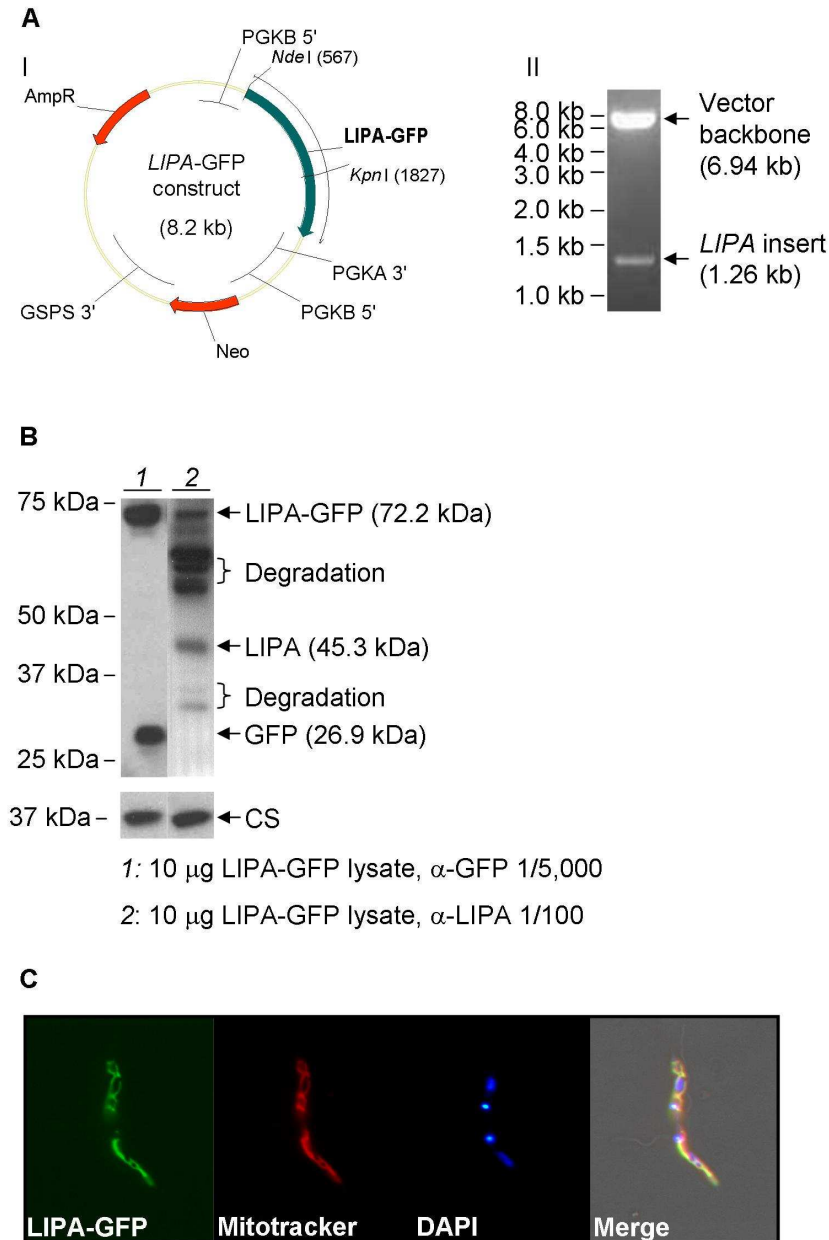 A
I
PGKB 5'
NdeI (567)
AmpR
LIPA-GFP
KpnI (1827)
LIPA-GFP
construct
(8.2 kb)
PGKA 3'
PGKB 5'
GSPS 3'
Neo
II
8.0 kb
6.0 kb
4.0 kb
3.0 kb
2.0 kb
1.5 kb
1.0 kb
Vector
backbone
(6.94 kb)
LIPA insert
(1.26 kb)
B
1 2
75 kDa
LIPA-GFP (72.2 kDa)
Degradation
50 kDa
LIPA (45.3 kDa)
37 kDa
Degradation
GFP (26.9 kDa)
25 kDa
37 kDa
CS
1: 10 μg LIPA-GFP lysate, α-GFP 1/5,000
2: 10 μg LIPA-GFP lysate, α-LIPA 1/100
C
LIPA-GFP
Mitotracker
DAPI
Merge